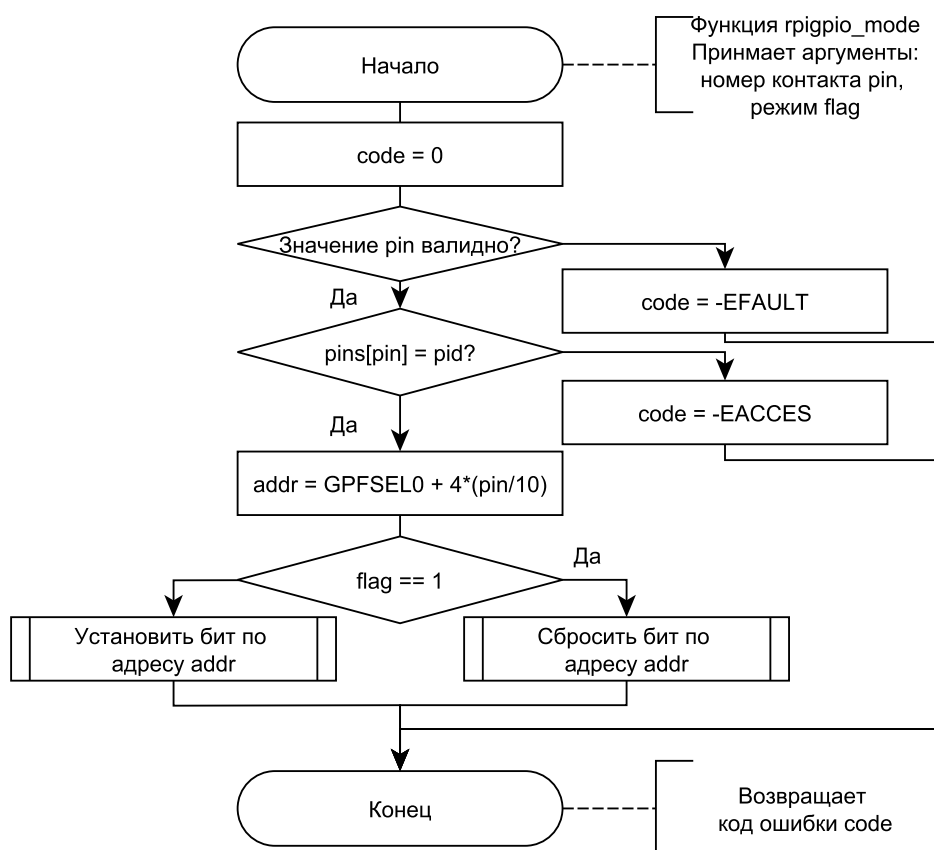 Начало
Функция rpigpio_mode
Принмает аргументы:
номер контакта pin,
режим flag
code = 0
Значение pin валидно?
Да
code = -EFAULT
pins[pin] = pid?
Да
code = -EACCES
addr = GPFSEL0 + 4*(pin/10)
flag == 1
Да
Установить бит по
адресу addr
Сбросить бит по
адресу addr
Конец
Возвращает
код ошибки code